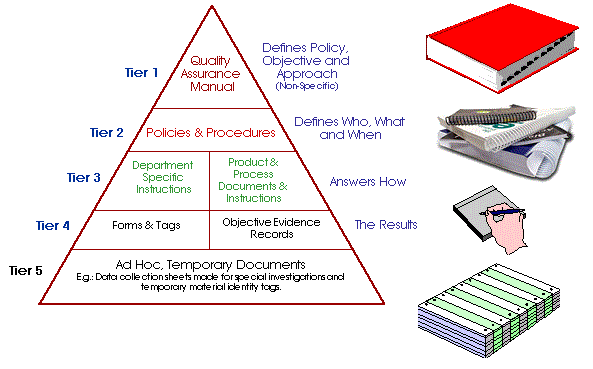 Tier 1
Quality
Assurance
Manual
Defines Policy,
Objective and
Approach
(Non-Specific)
Tier 2
Policies & Procedures
Defines Who, What
and When
Tier 3
Department
Specific
Instructions
Product &
Process
Documents &
Instructions
Answers How
Tier 4
Forms & Tags
Objective Evidence
Records
The Results
Tier 5
Ad Hoc, Temporary Documents
E.g.: Data collection sheets made for special investigations and
temporary material identity tags.